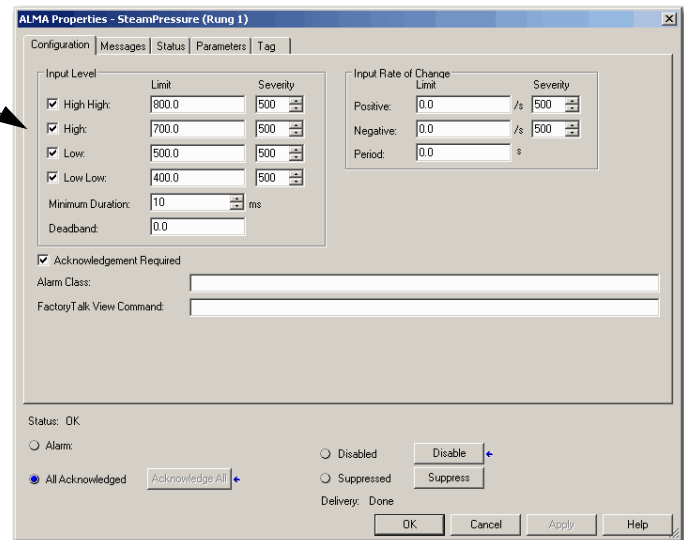 ALMA Properties - SteamPressure (Rung 1)
Configuration Messages Status Parameters Tag
Input Level
Limit Severity
High High: 800.0 500
High: 700.0 500
Low: 500.0 500
Low Low: 400.0 500
Minimum Duration: 10 ms
Deadband: 0.0
Input Rate of Change
Limit Severity
Positive: 0.0 /s 500
Negative: 0.0 /s 500
Period: 0.0 s
Acknowledgement Required
Alarm Class:
FactoryTalk View Command:
Status: OK
Alarm:
All Acknowledged Acknowledge All
Disabled Disable
Suppressed Suppress
Delivery: Done
OK Cancel Apply Help